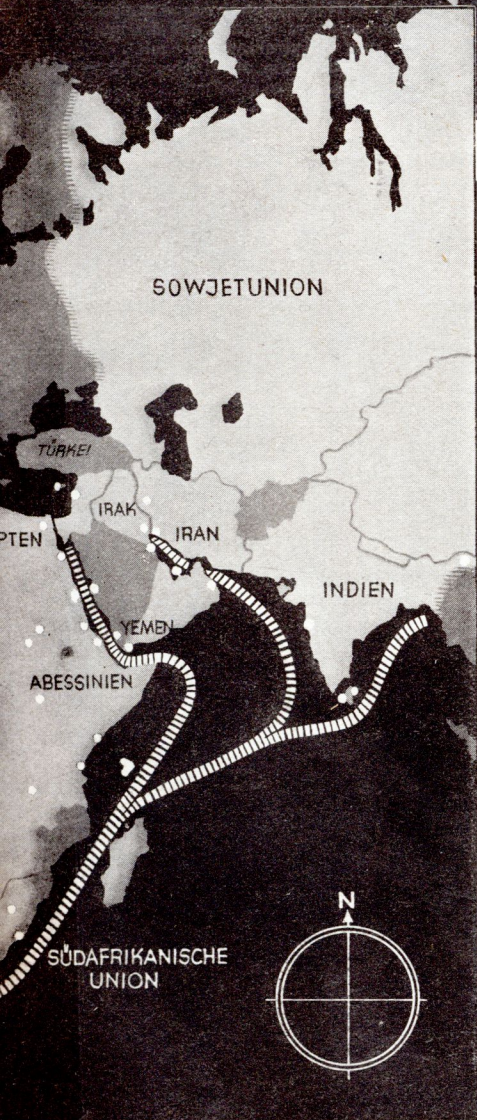 SOWJETUNION
TÜRKEI
IRAK
PTEN
IRAN
INDIEN
YEMEN
ABESSINIEN
N
SÜDAFRIKANISCHE
UNION